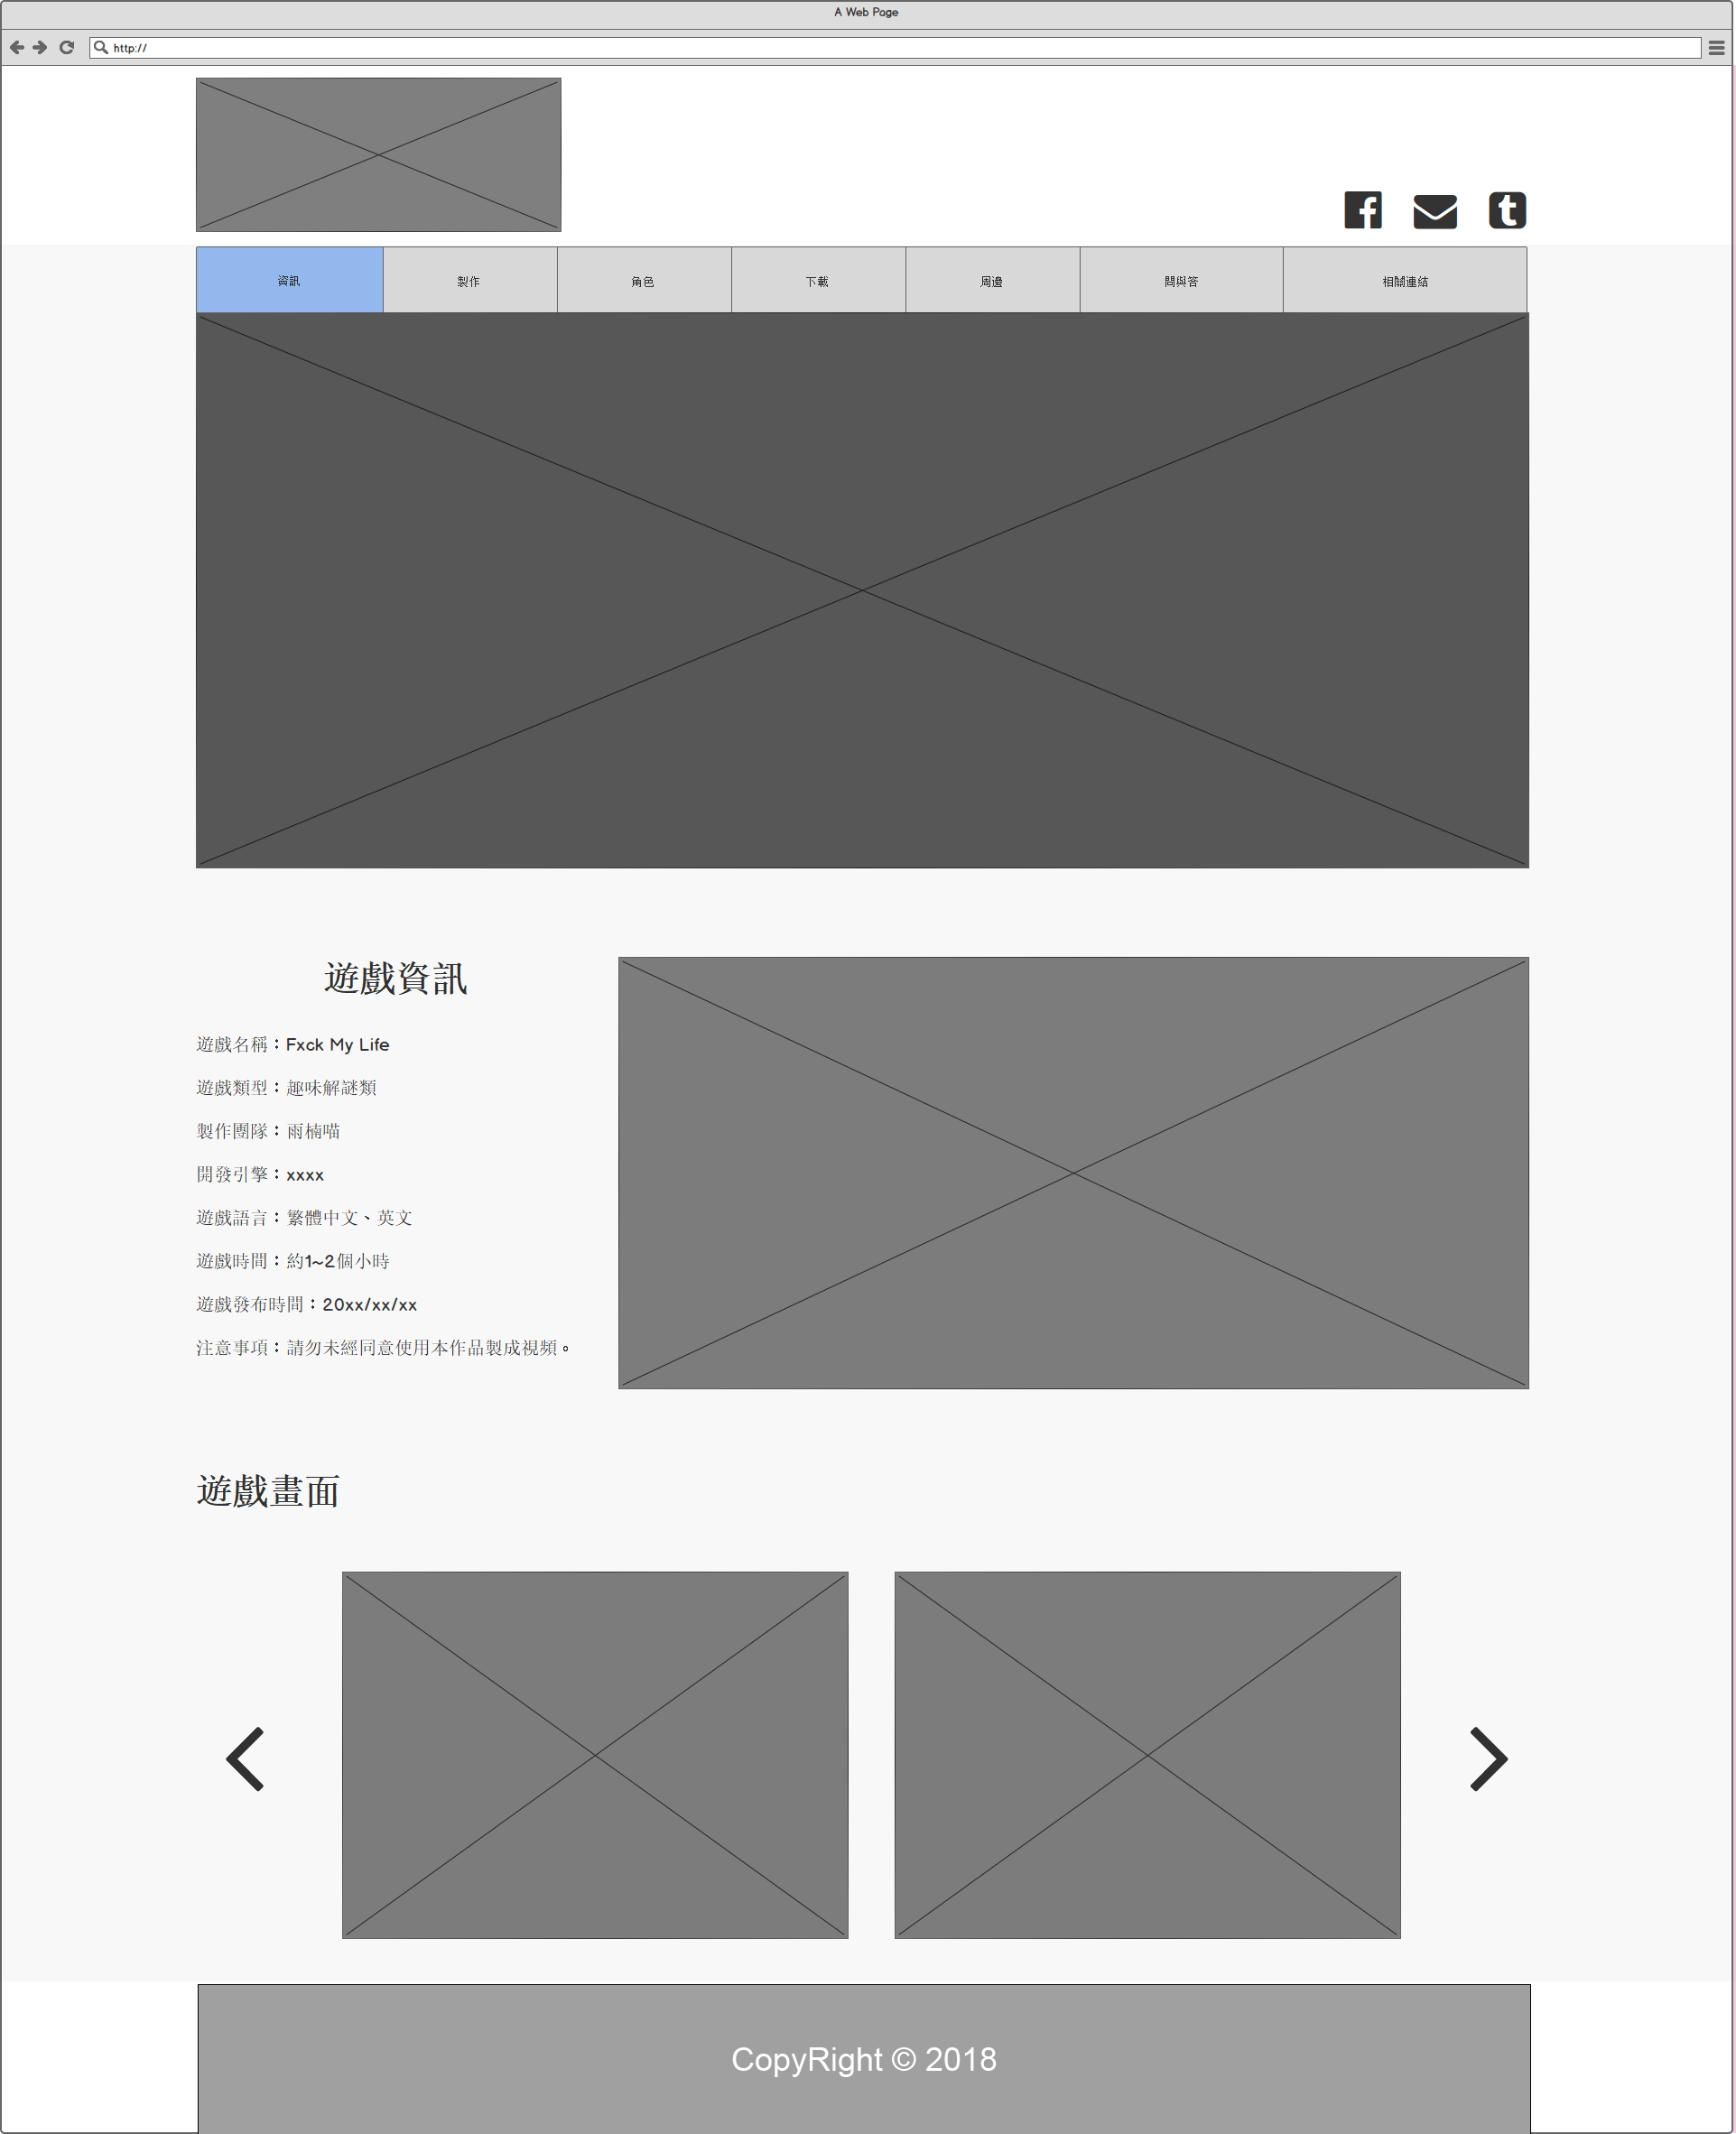 A Web Page
http://
資訊
製作
角色
下載
周邊
問與答
相關連結
遊戲資訊
遊戲名稱：Fxck My Life
遊戲類型：趣味解謎類
製作團隊：雨楠喵
開發引擎：xxxx
遊戲語言：繁體中文、英文
遊戲時間：約1~2個小時
遊戲發布時間：20xx/xx/xx
注意事項：請勿未經同意使用本作品製成視頻。
遊戲畫面
CopyRight © 2018